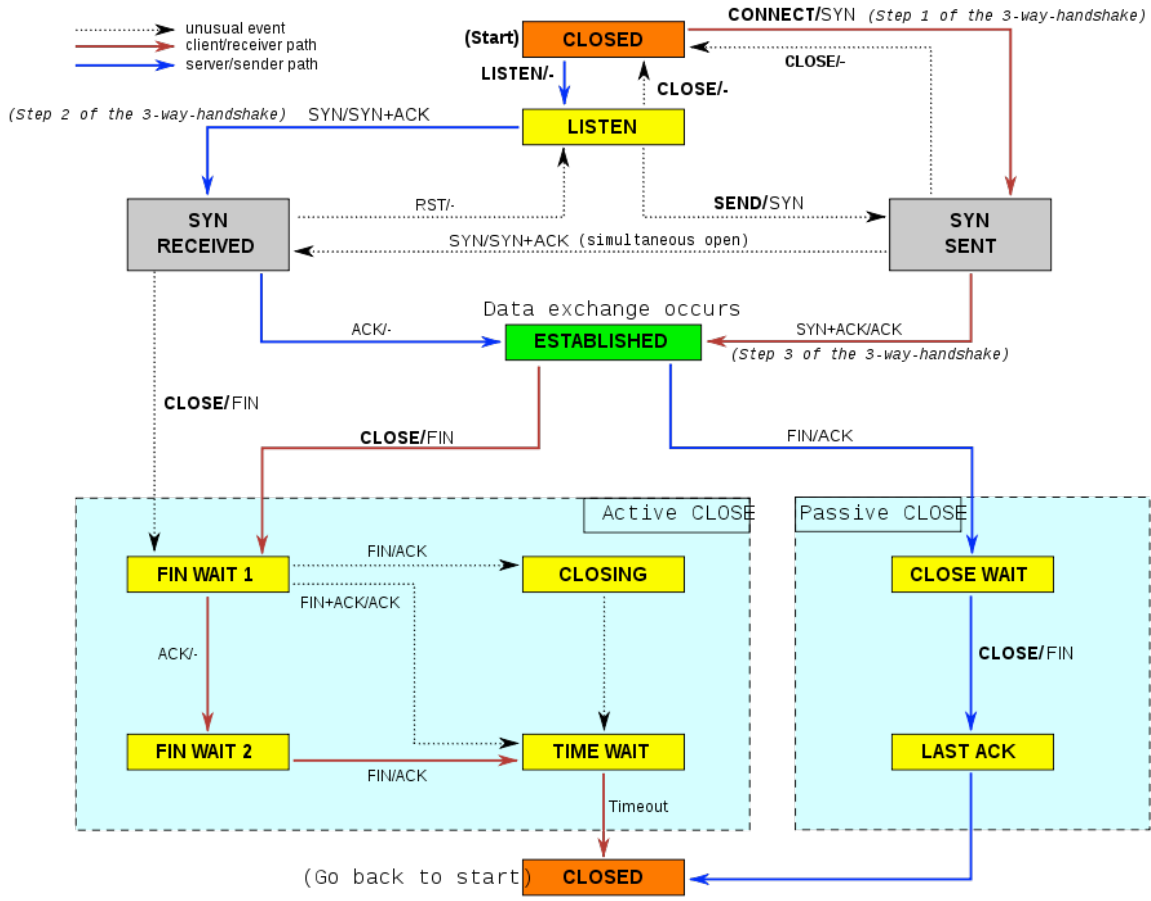 unusual event
client/receiver path
server/sender path
CONNECT/SYN (Step 1 of the 3-way-handshake)
(Start)
CLOSED
CLOSE/-
LISTEN/-
CLOSE/-
(Step 2 of the 3-way-handshake)
SYN/SYN+ACK
LISTEN
RST/-
SEND/SYN
SYN
RECEIVED
SYN
SENT
SYN/SYN+ACK (simultaneous open)
Data exchange occurs
ACK/-
ESTABLISHED
SYN+ACK/ACK
(Step 3 of the 3-way-handshake)
CLOSE/FIN
CLOSE/FIN
FIN/ACK
Active CLOSE
Passive CLOSE
FIN WAIT 1
FIN/ACK
CLOSING
CLOSE WAIT
FIN+ACK/ACK
ACK/-
CLOSE/FIN
FIN WAIT 2
TIME WAIT
LAST ACK
FIN/ACK
Timeout
(Go back to start)
CLOSED